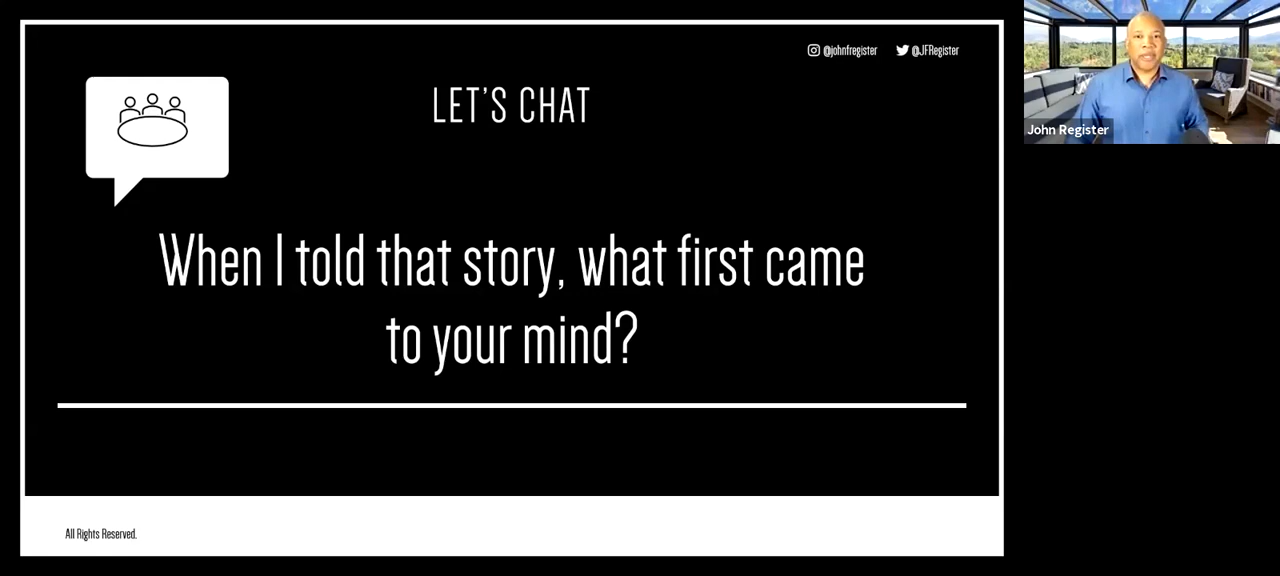 @johnfregister @JFRegister
LET'S CHAT
When I told that story, what first came
to your mind?
All Rights Reserved.
John Register